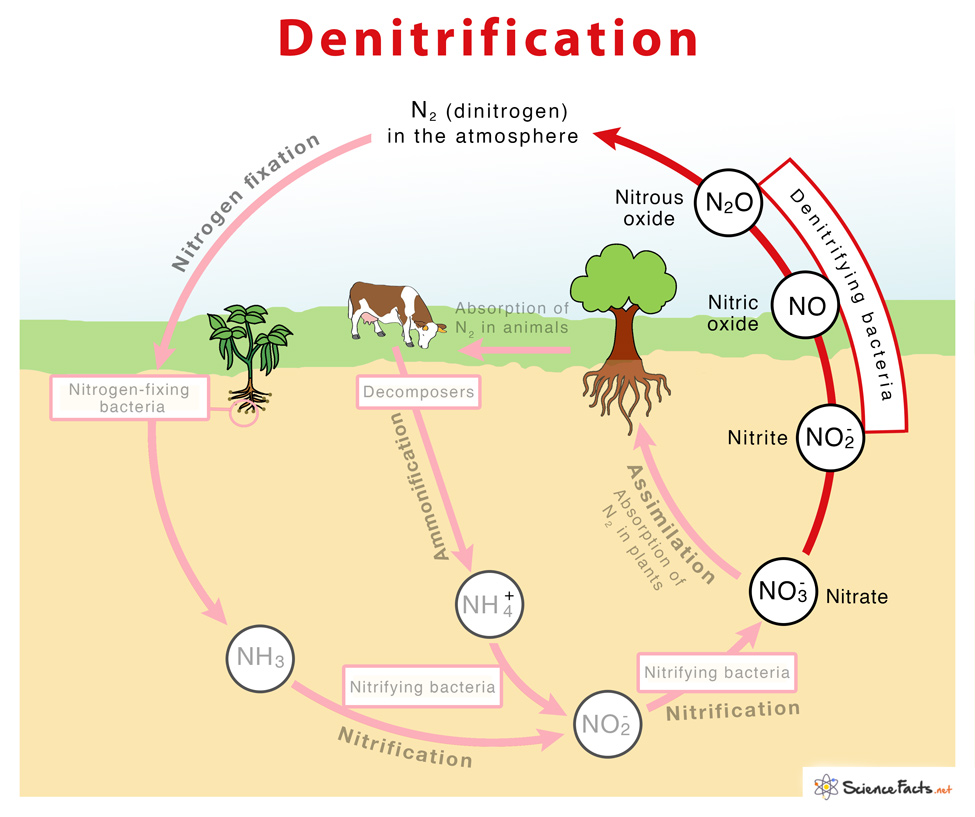 Denitrification
N₂ (dinitrogen)
in the atmosphere
Nitrogen fixation
Nitrous
oxide
N₂O
Denitrifying bacteria
Nitric
oxide
NO
Absorption of
N₂ in animals
Nitrogen-fixing
bacteria
Decomposers
Nitrite
NO₂⁻
Ammonification
Assimilation
Absorption of
N₂ in plants
NO₃⁻
Nitrate
NH₄⁺
NH₃
Nitrifying bacteria
Nitrification
NO₂⁻
Nitrifying bacteria
Nitrification
ScienceFacts.net